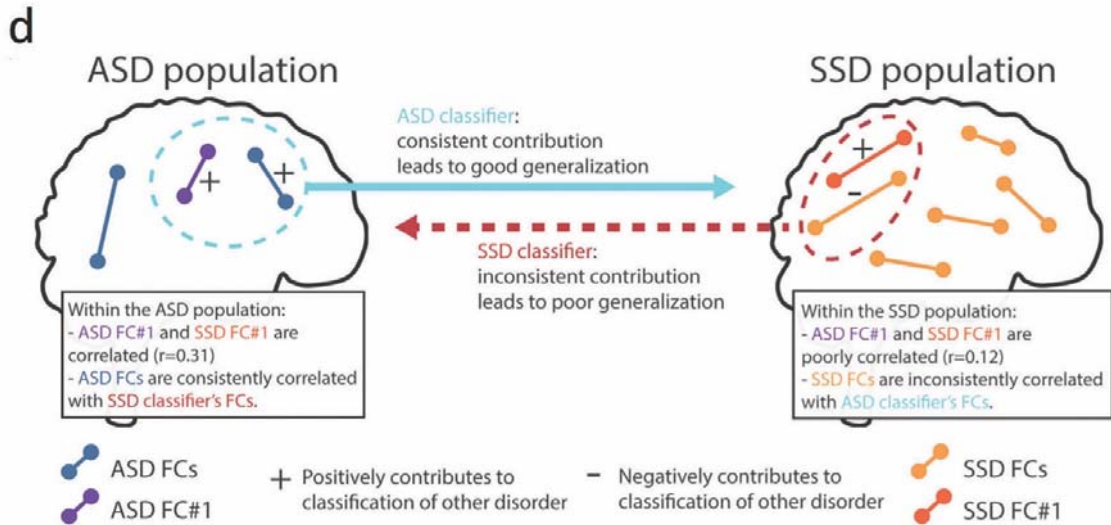 d
ASD population
SSD population
ASD classifier:
consistent contribution
leads to good generalization
+
+
+
-
SSD classifier:
inconsistent contribution
leads to poor generalization
Within the ASD population:
- ASD FC#1 and SSD FC#1 are
correlated (r=0.31)
- ASD FCs are consistently correlated
with SSD classifier's FCs.
Within the SSD population:
- ASD FC#1 and SSD FC#1 are
poorly correlated (r=0.12)
- SSD FCs are inconsistently correlated
with ASD classifier's FCs.
ASD FCs
ASD FC#1
+ Positively contributes to
classification of other disorder
- Negatively contributes to
classification of other disorder
SSD FCs
SSD FC#1